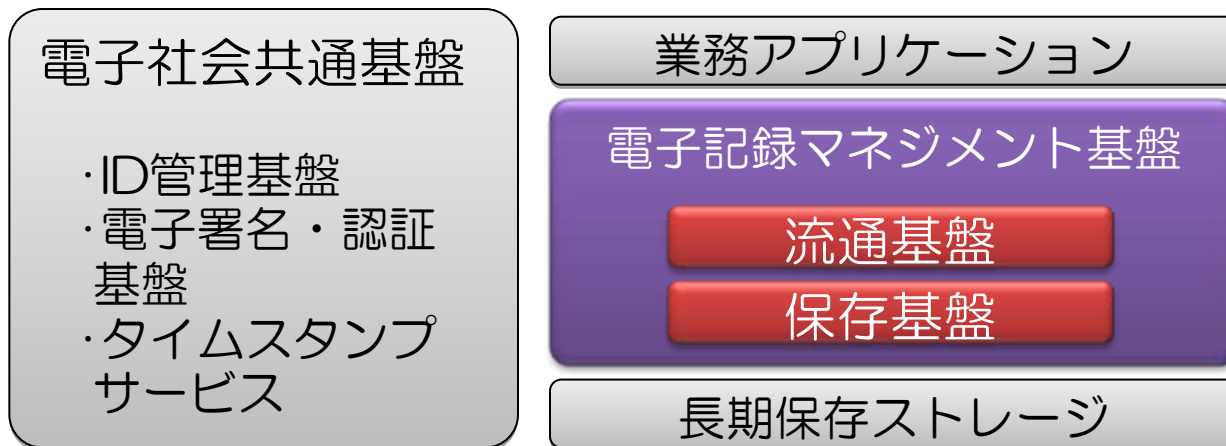 電子社会共通基盤
・ID管理基盤
・電子署名・認証
基盤
・タイムスタンプ
サービス
業務アプリケーション
電子記録マネジメント基盤
流通基盤
保存基盤
長期保存ストレージ